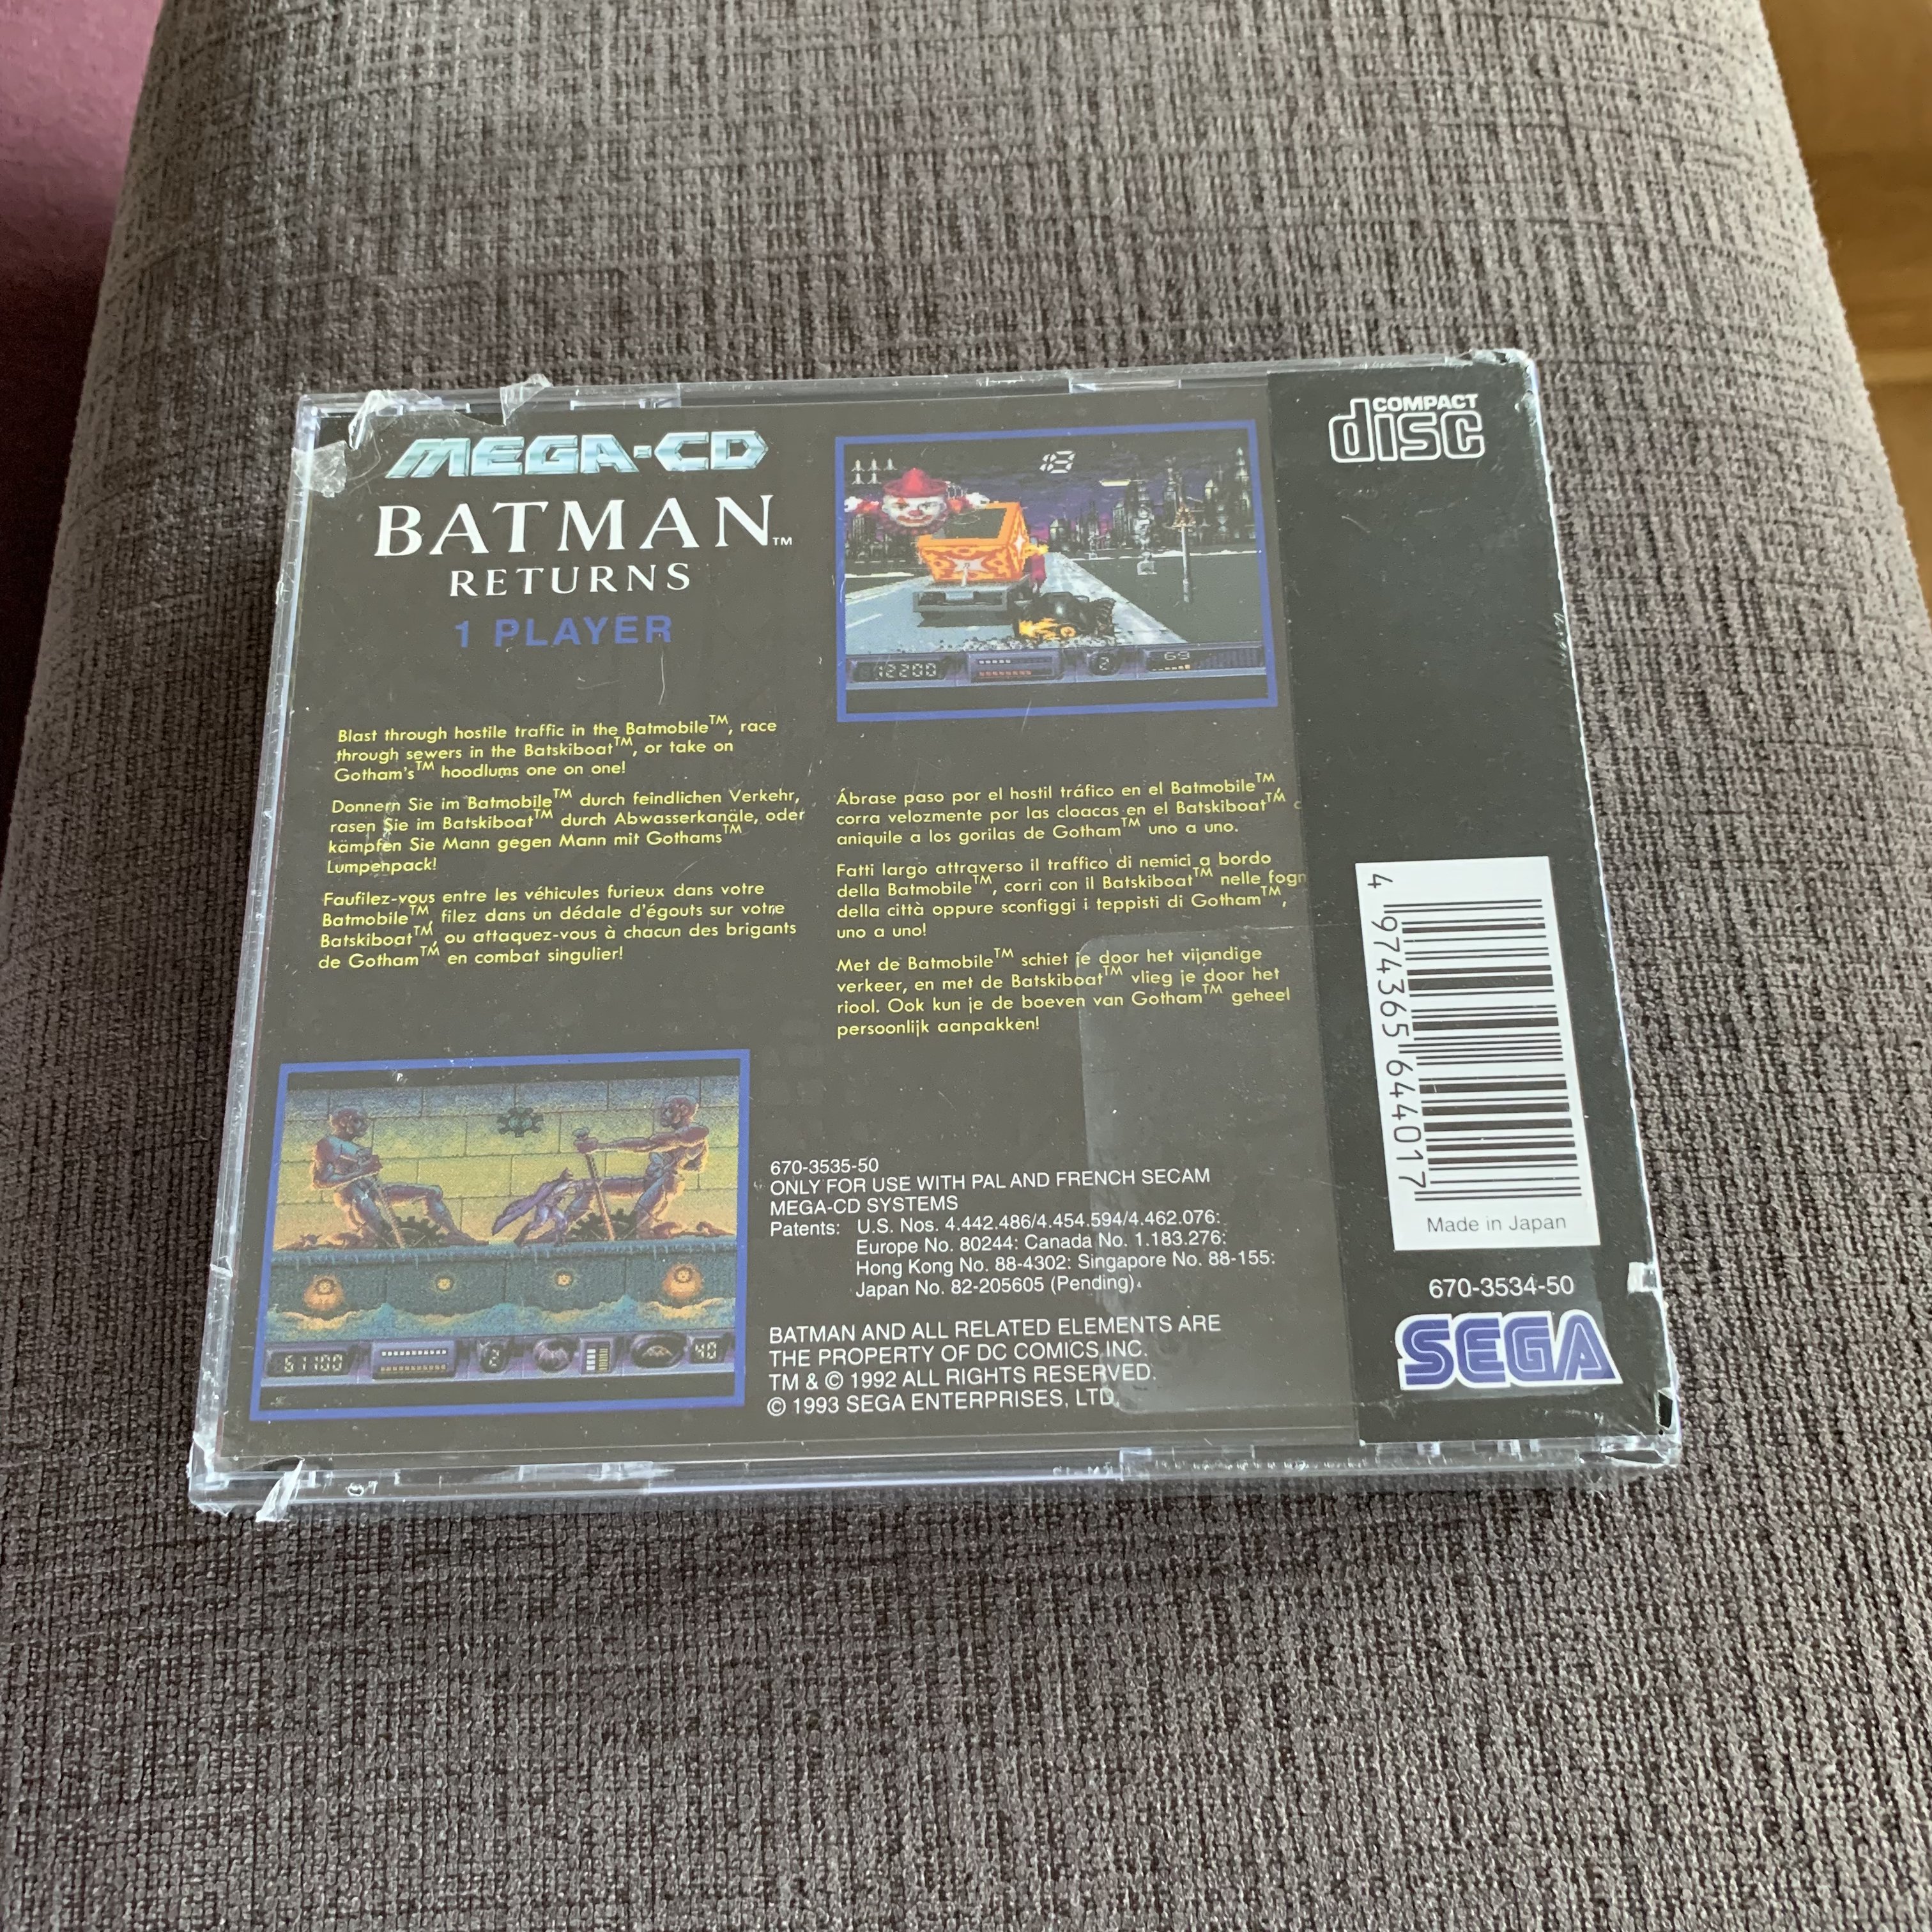 MEGA-CD
BATMAN™
RETURNS
1 PLAYER
Blast through hostile traffic in the Batmobile™, race
through sewers in the Batskiboat™, or take on
Gotham's™ hoodlums one on one!
Donnern Sie im Batmobile™ durch feindlichen Verkehr,
rasen Sie im Batskiboat™ durch Abwasserkanäle, oder
kämpfen Sie Mann gegen Mann mit Gothams™
Lumpenpack!
Faufilez-vous entre les véhicules furieux dans votre
Batmobile™, filez dans un dédale d'égouts sur votre
Batskiboat™, ou attaquez-vous à chacun des brigants
de Gotham™ en combat singulier!
61100
2
40
18
12200
2
69
Ábrase paso por el hostil tráfico en el Batmobile™,
corra velozmente por las cloacas en el Batskiboat™ o
aniquile a los gorilas de Gotham™ uno a uno.
Fatti largo attraverso il traffico di nemici a bordo
della Batmobile™, corri con il Batskiboat™ nelle fogn
della città oppure sconfiggi i teppisti di Gotham™,
uno a uno!
Met de Batmobile™ schiet je door het vijandige
verkeer, en met de Batskiboat™ vlieg je door het
riool. Ook kun je de boeven van Gotham™ geheel
persoonlijk aanpakken!
670-3535-50
ONLY FOR USE WITH PAL AND FRENCH SECAM
MEGA-CD SYSTEMS
Patents: U.S. Nos. 4.442.486/4.454.594/4.462.076:
Europe No. 80244: Canada No. 1.183.276:
Hong Kong No. 88-4302: Singapore No. 88-155:
Japan No. 82-205605 (Pending).
BATMAN AND ALL RELATED ELEMENTS ARE
THE PROPERTY OF DC COMICS INC.
TM & © 1992 ALL RIGHTS RESERVED.
© 1993 SEGA ENTERPRISES, LTD.
COMPACT
disc
4 974365 644017
Made in Japan
670-3534-50
SEGA